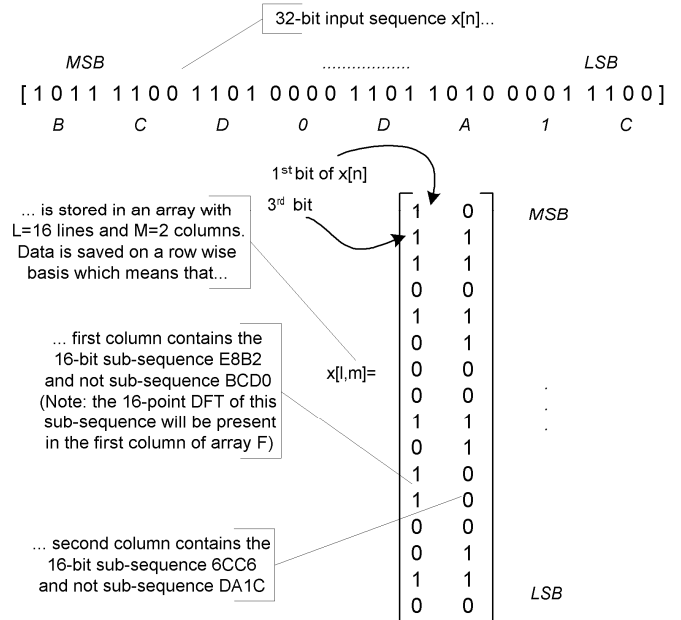 32-bit input sequence x[n]...
MSB ................. LSB
[ 1 0 1 1 1 1 0 0 1 1 0 1 0 0 0 0 1 1 0 1 1 0 1 0 0 0 0 1 1 1 0 0 ]
B C D 0 D A 1 C
1st bit of x[n]
3rd bit
... is stored in an array with
L=16 lines and M=2 columns.
Data is saved on a row wise
basis which means that...
... first column contains the
16-bit sub-sequence E8B2
and not sub-sequence BCD0
(Note: the 16-point DFT of this
sub-sequence will be present
in the first column of array F)
... second column contains the
16-bit sub-sequence 6CC6
and not sub-sequence DA1C
x[l,m]=
1 0
1 1
1 1
0 0
1 1
0 1
0 0
0 0
1 1
0 1
1 0
1 0
0 0
0 1
1 1
0 0
MSB
.
.
.
LSB